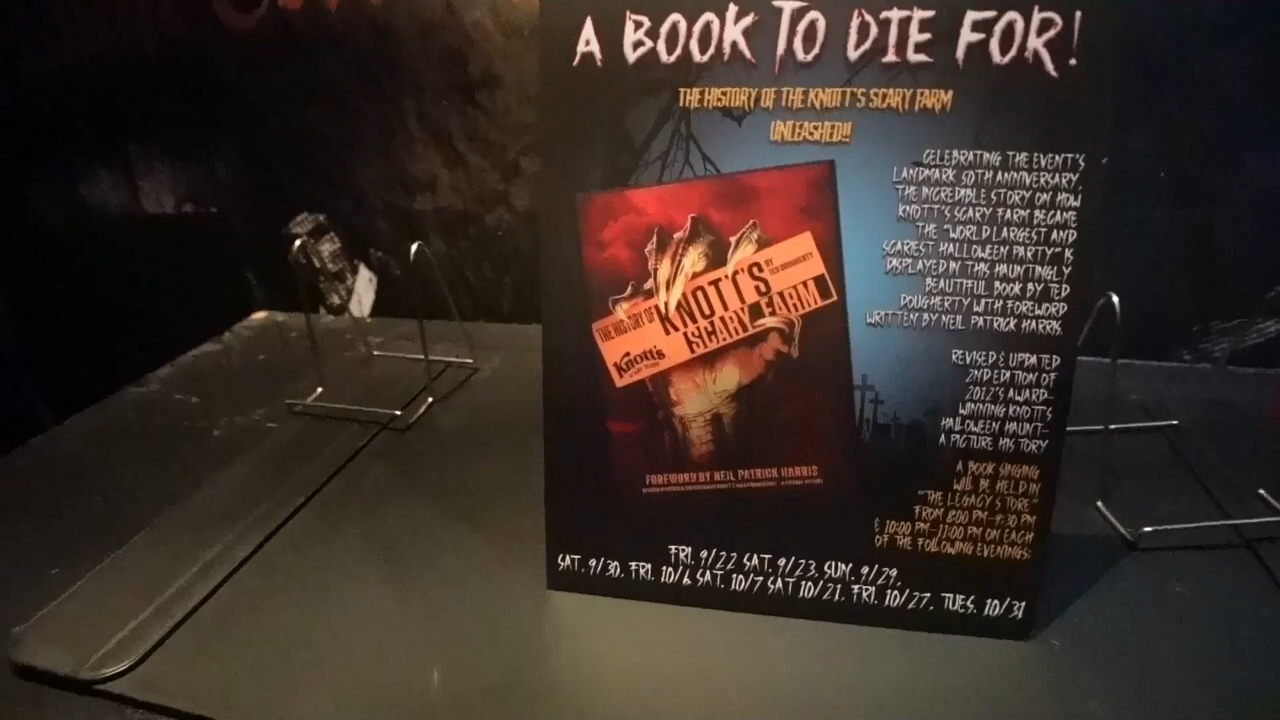 A BOOK TO DIE FOR!
THE HISTORY OF THE KNOTT'S SCARY FARM
UNLEASHED!!
CELEBRATING THE EVENT'S
LANDMARK 50TH ANNIVERSARY,
THE INCREDIBLE STORY ON HOW
KNOTT'S SCARY FARM BECAME
THE "WORLD LARGEST AND
SCARIEST HALLOWEEN PARTY" IS
DISPLAYED IN THIS HAUNTINGLY
BEAUTIFUL BOOK BY TED
DOUGHERTY WITH FOREWORD
WRITTEN BY NEIL PATRICK HARRIS.
THE HISTORY OF KNOTT'S BY TED DOUGHERTY
SCARY FARM
Knott's
FOREWORD BY NEIL PATRICK HARRIS
REVISED & UPDATED
2ND EDITION OF
2012'S AWARD-
WINNING KNOTT'S
HALLOWEEN HAUNT-
A PICTURE HISTORY
A BOOK SINGING
WILL BE HELD IN
"THE LEGACY STORE"
FROM 8:00 PM-9:30 PM
& 10:00 PM-11:00 PM ON EACH
OF THE FOLLOWING EVENINGS:
FRI. 9/22 SAT. 9/23, SUN. 9/29,
SAT. 9/30, FRI. 10/6 SAT. 10/7 SAT 10/21, FRI. 10/27, TUES. 10/31